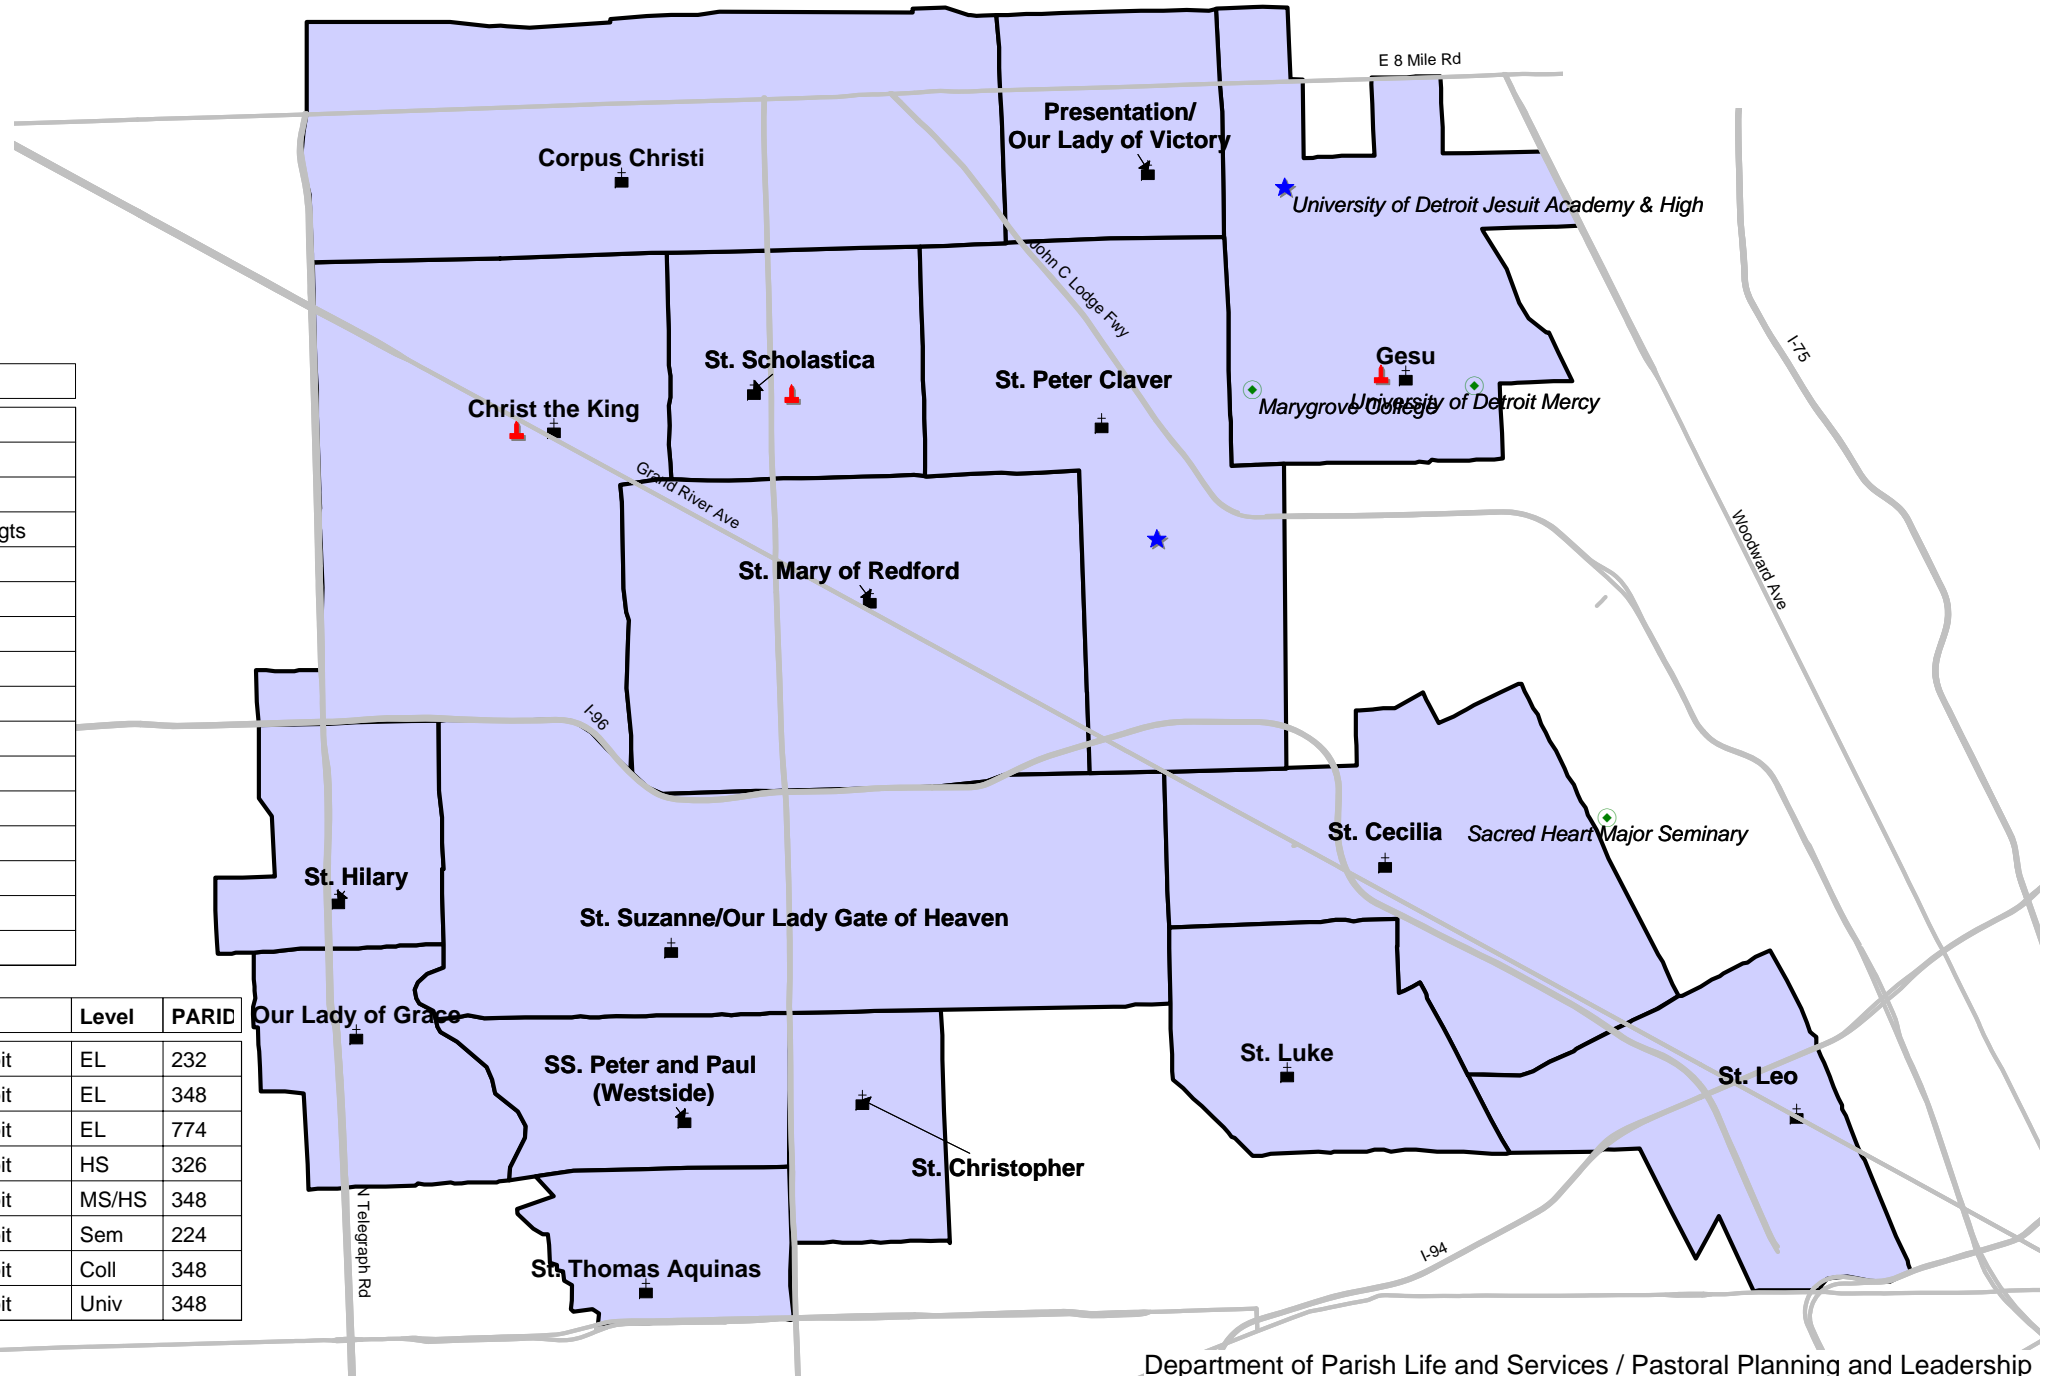 E 8 Mile Rd
Presentation/
Our Lady of Victory
Corpus Christi
University of Detroit Jesuit Academy & High
John C Lodge Fwy
I-75
St. Scholastica
Gesu
St. Peter Claver
Christ the King
Marygrove College
University of Detroit Mercy
Grand River Ave
gts
Woodward Ave
St. Mary of Redford
I-96
St. Cecilia
Sacred Heart Major Seminary
St. Hilary
St. Suzanne/Our Lady Gate of Heaven
Level PARID
Our Lady of Grace
it EL 232
SS. Peter and Paul
(Westside)
St. Luke
St. Leo
it EL 348
it EL 774
it HS 326
St. Christopher
it MS/HS 348
N Telegraph Rd
it Sem 224
I-94
it Coll 348
St. Thomas Aquinas
it Univ 348
Department of Parish Life and Services / Pastoral Planning and Leadership